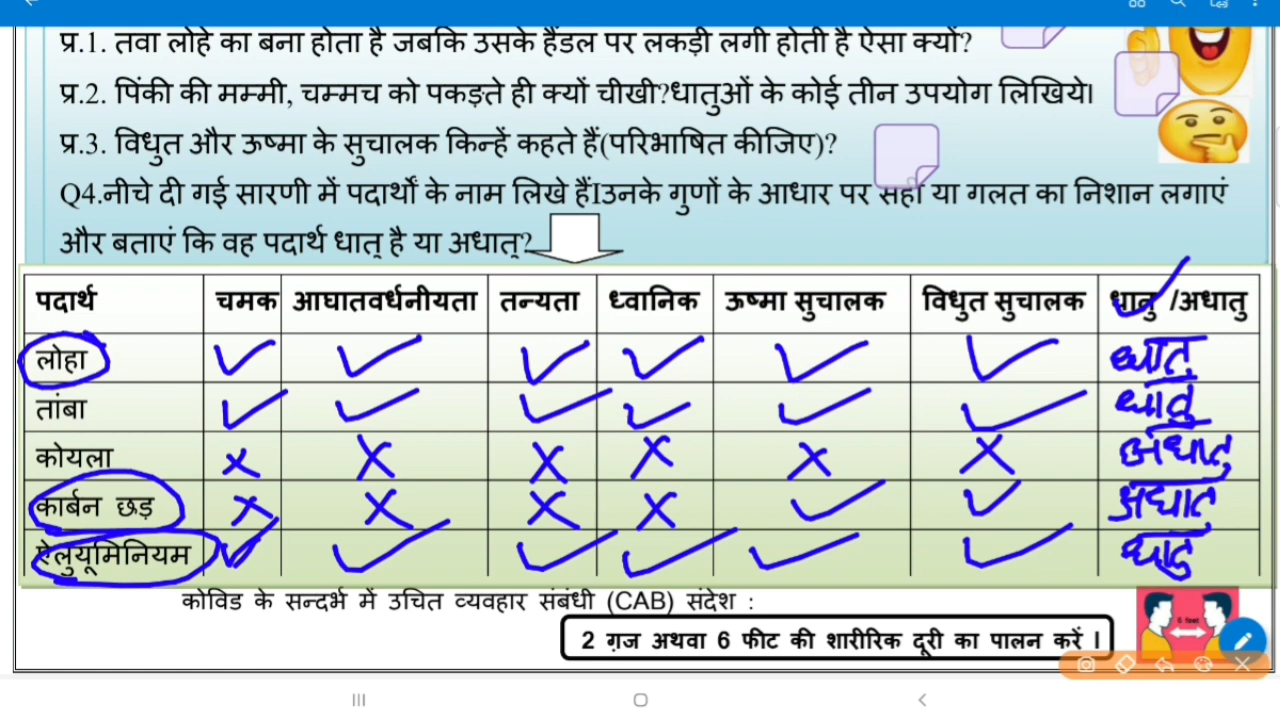 प्र.1. तवा लोहे का बना होता है जबकि उसके हैंडल पर लकड़ी लगी होती है ऐसा क्यों?
प्र.2. पिंकी की मम्मी, चम्मच को पकड़ते ही क्यों चीखी?धातुओं के कोई तीन उपयोग लिखिये।
प्र.3. विधुत और ऊष्मा के सुचालक किन्हें कहते हैं(परिभाषित कीजिए)?
Q4.नीचे दी गई सारणी में पदार्थों के नाम लिखे हैंIउनके गुणों के आधार पर सही या गलत का निशान लगाएं
और बताएं कि वह पदार्थ धातु है या अधातु?
पदार्थ चमक आघातवर्धनीयता तन्यता ध्वानिक ऊष्मा सुचालक विधुत सुचालक धातु /अधातु
लोहा ✓ ✓ ✓ ✓ ✓ ✓ धातु
तांबा ✓ ✓ ✓ ✓ ✓ ✓ धातु
कोयला × × × × × × अधातु
कार्बन छड़ × × × × ✓ ✓ अधातु
ऐलुयूमिनियम ✓ ✓ ✓ ✓ ✓ ✓ धातु
कोविड के सन्दर्भ में उचित व्यवहार संबंधी (CAB) संदेश :
6 feet
2 ग़ज अथवा 6 फीट की शारीरिक दूरी का पालन करें ।